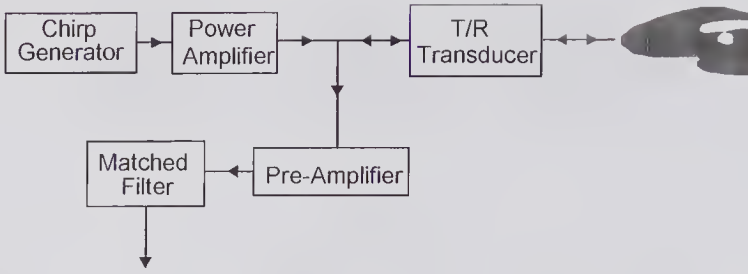 Chirp
Generator
Power
Amplifier
T/R
Transducer
Matched
Filter
Pre-Amplifier